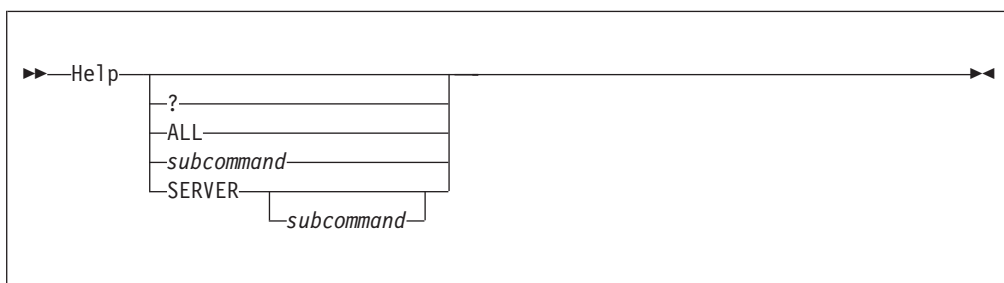 Help
?
ALL
subcommand
SERVER
subcommand